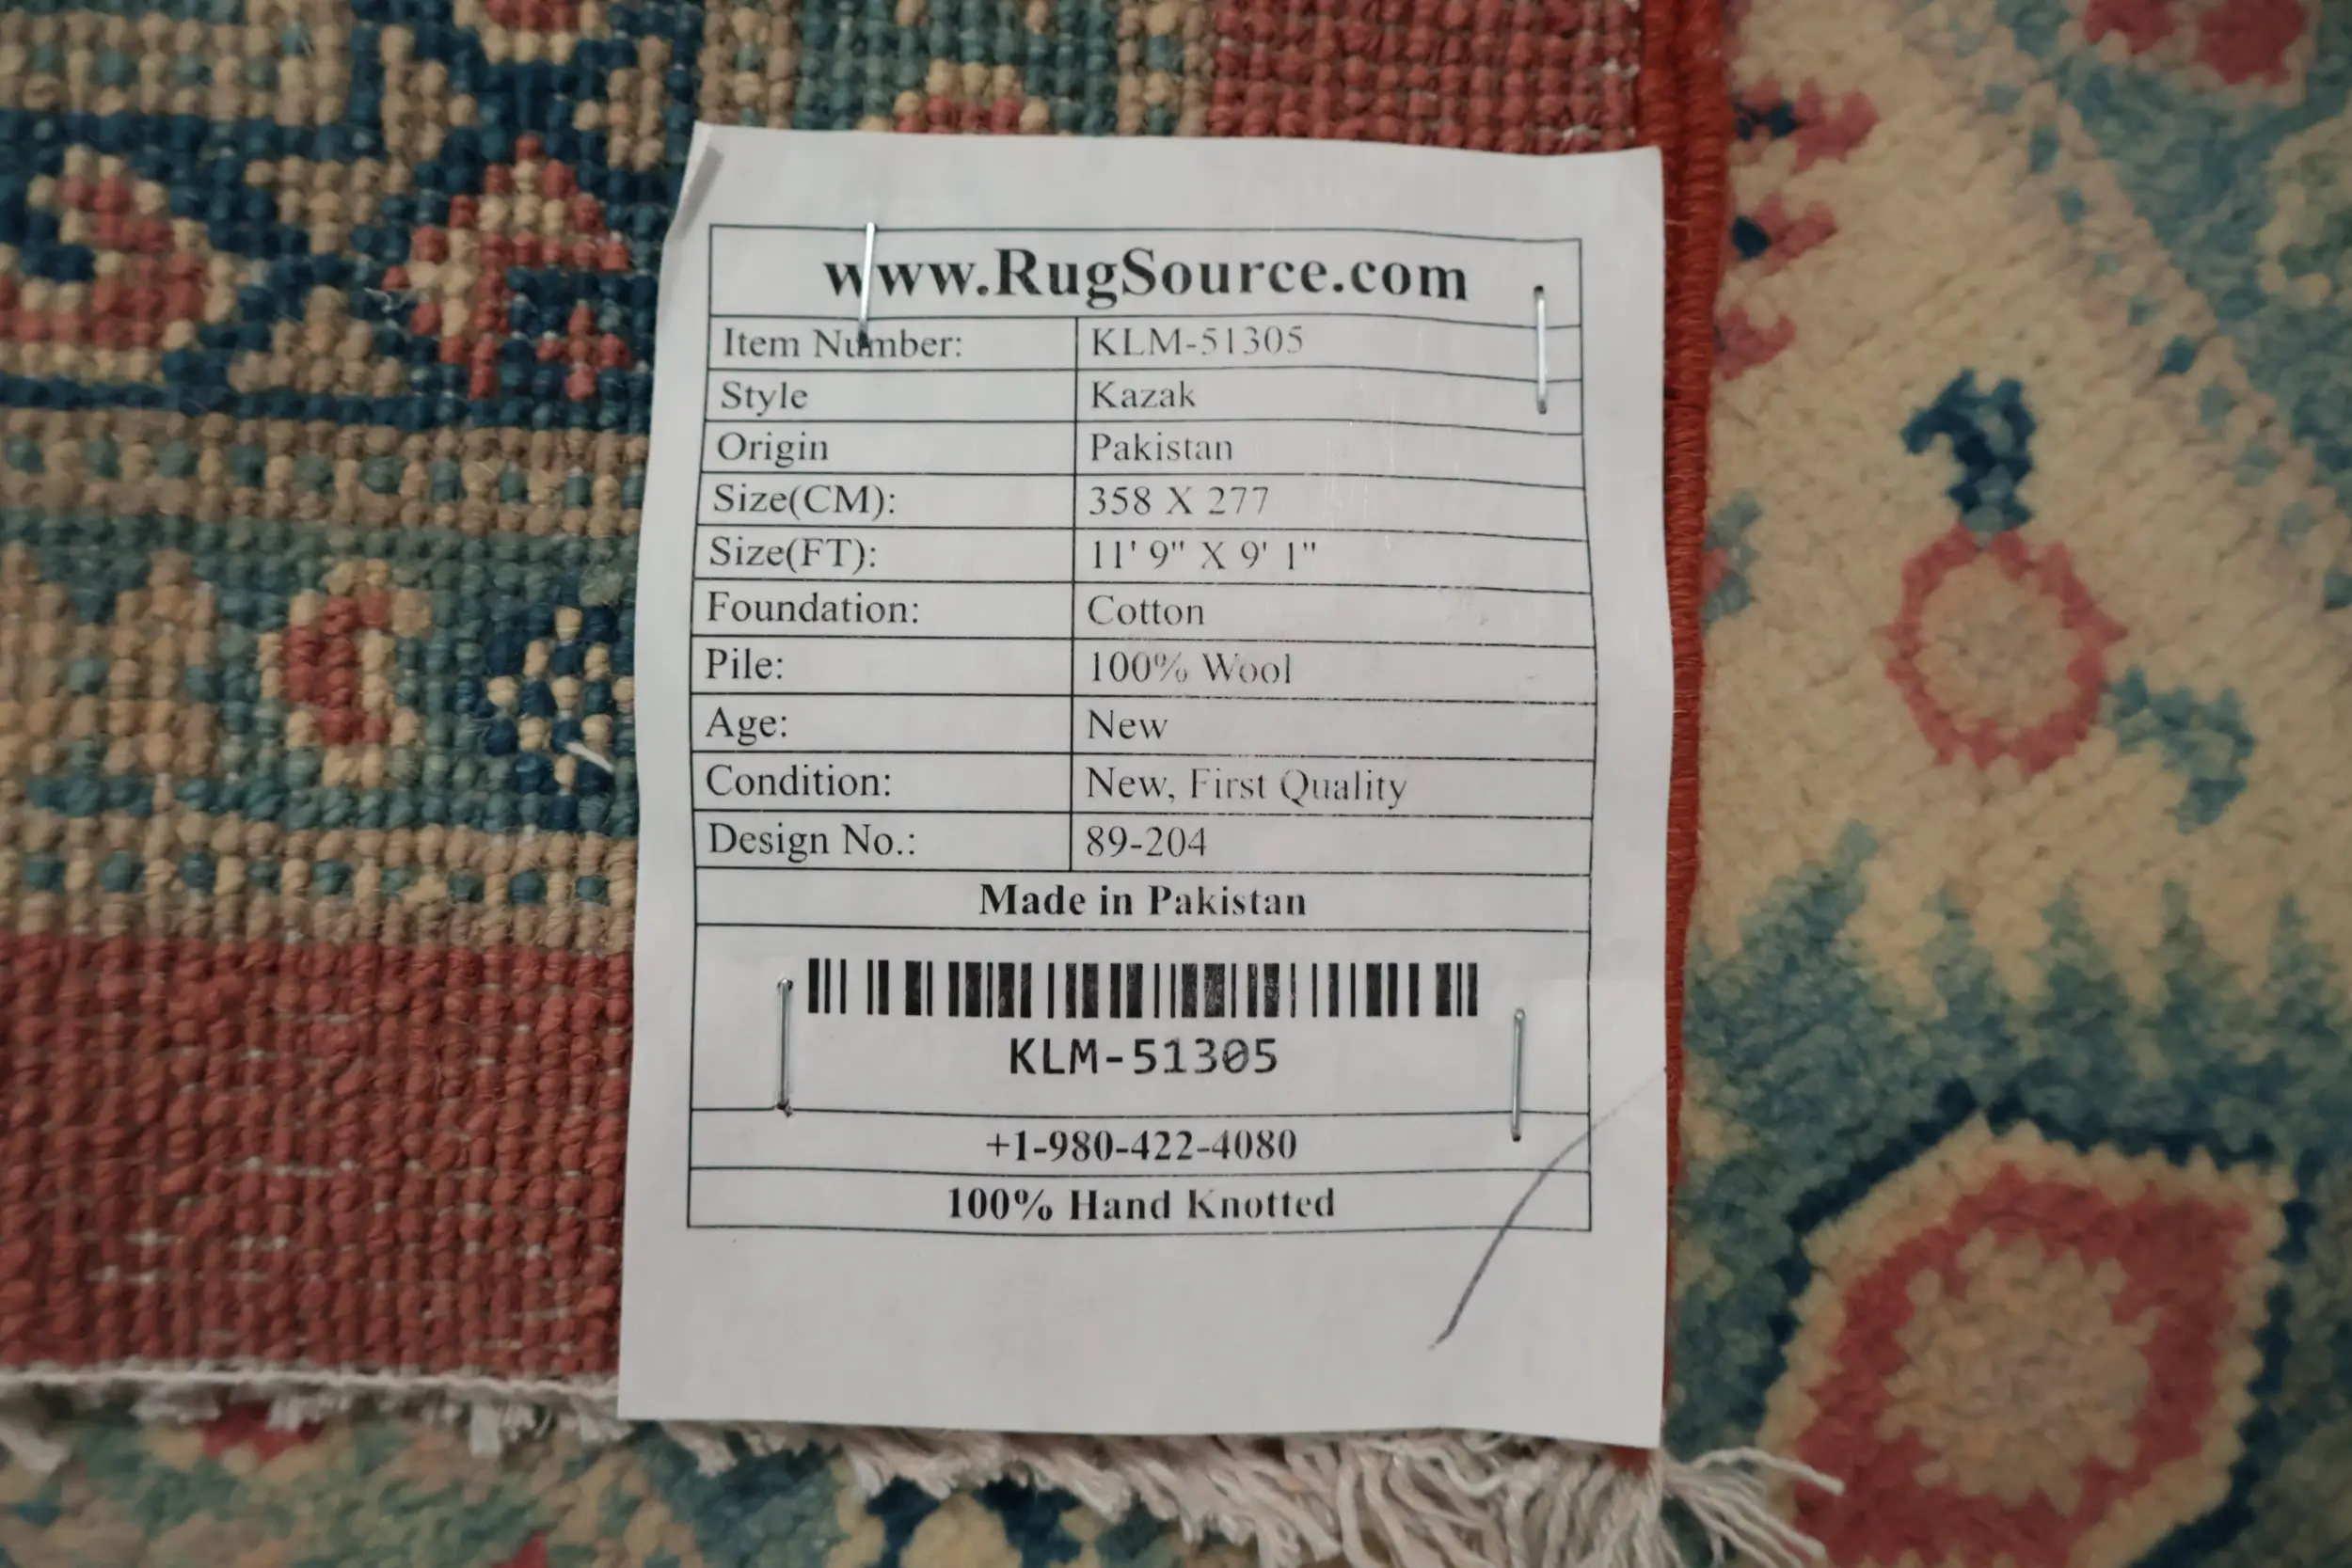 www.RugSource.com
Item Number: KLM-51305
Style Kazak
Origin Pakistan
Size(CM): 358 X 277
Size(FT): 11' 9" X 9' 1"
Foundation: Cotton
Pile: 100% Wool
Age: New
Condition: New, First Quality
Design No.: 89-204
Made in Pakistan
KLM-51305
+1-980-422-4080
100% Hand Knotted